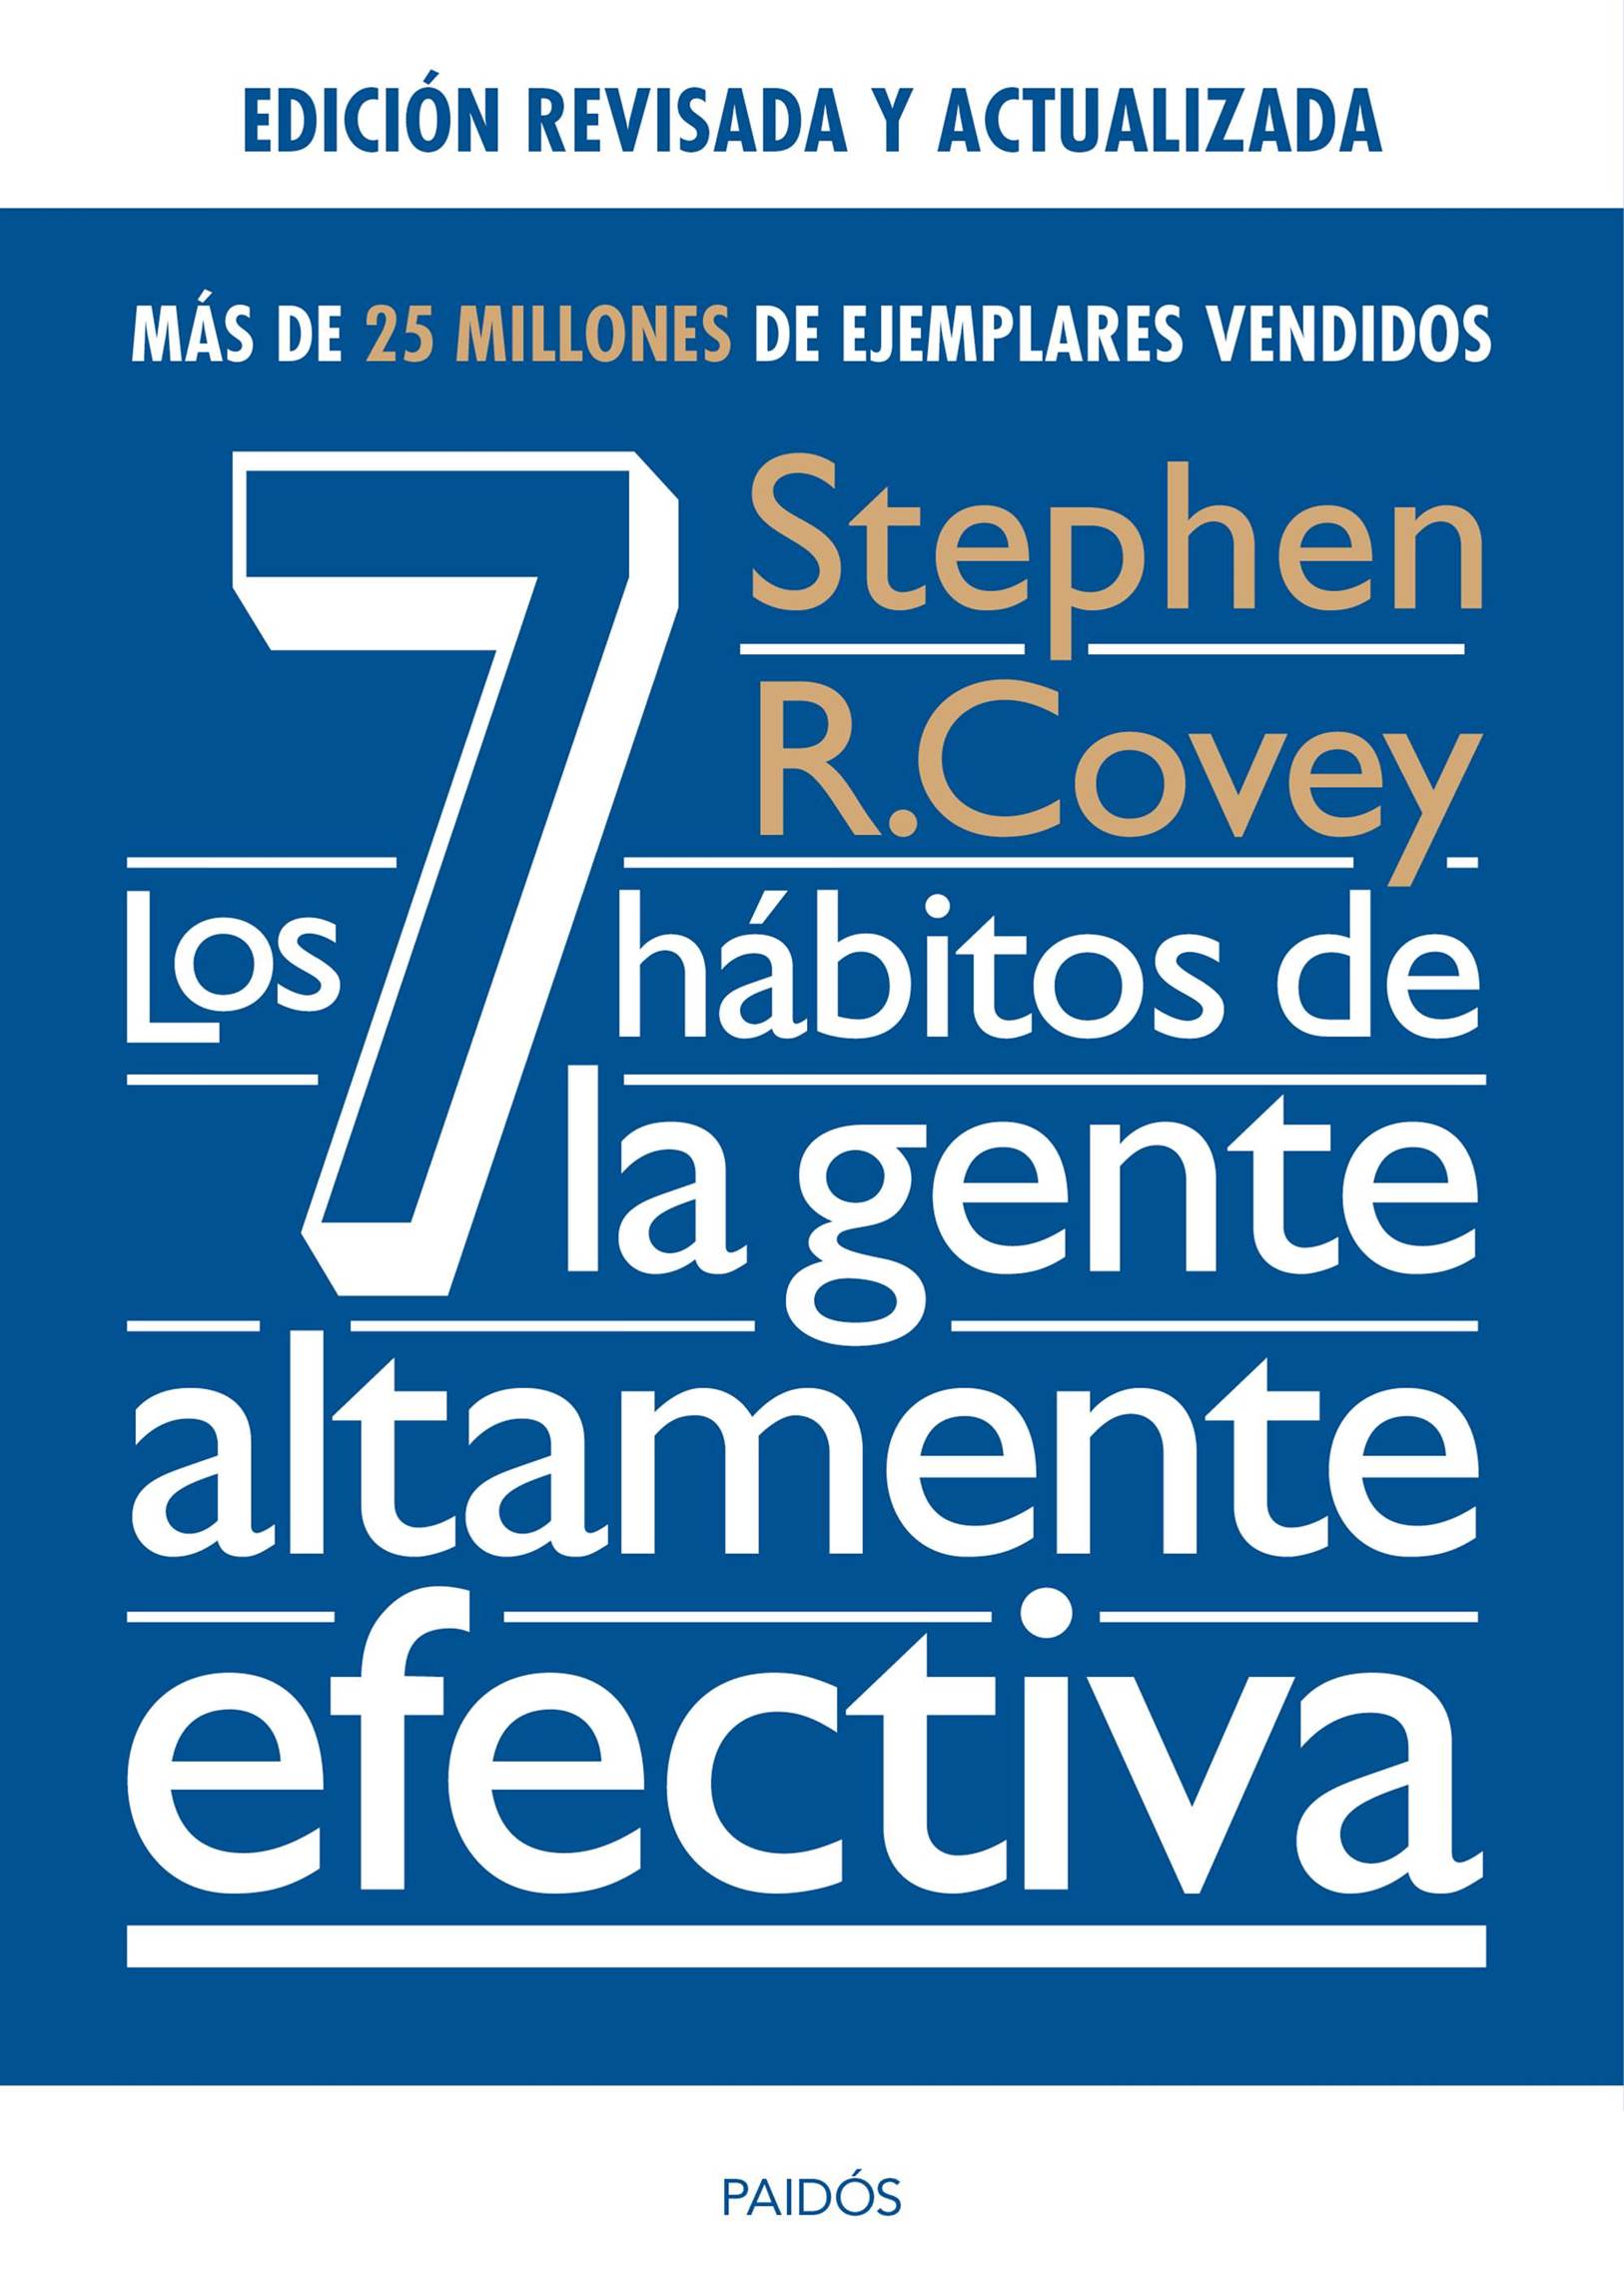 EDICIÓN REVISADA Y ACTUALIZADA
MÁS DE 25 MILLONES DE EJEMPLARES VENDIDOS
Stephen
R. Covey
Los 7 hábitos de
la gente
altamente
efectiva
PAIDÓS